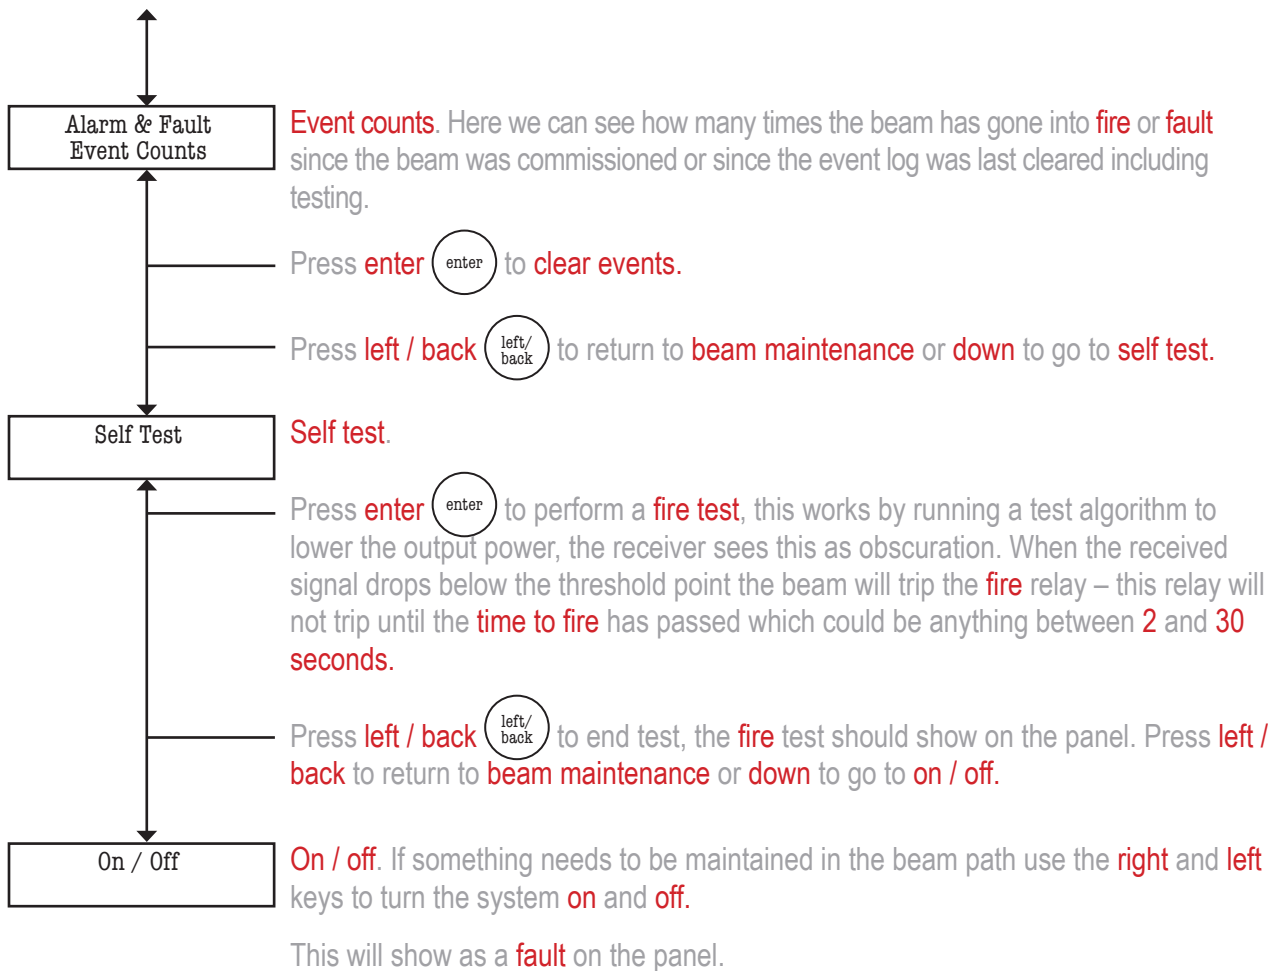 Alarm & Fault
Event Counts
Event counts. Here we can see how many times the beam has gone into fire or fault
since the beam was commissioned or since the event log was last cleared including
testing.
Press enter enter to clear events.
Press left / back left/ back to return to beam maintenance or down to go to self test.
Self Test
Self test.
Press enter enter to perform a fire test, this works by running a test algorithm to
lower the output power, the receiver sees this as obscuration. When the received
signal drops below the threshold point the beam will trip the fire relay – this relay will
not trip until the time to fire has passed which could be anything between 2 and 30
seconds.
Press left / back left/ back to end test, the fire test should show on the panel. Press left /
back to return to beam maintenance or down to go to on / off.
On / Off
On / off. If something needs to be maintained in the beam path use the right and left
keys to turn the system on and off.
This will show as a fault on the panel.